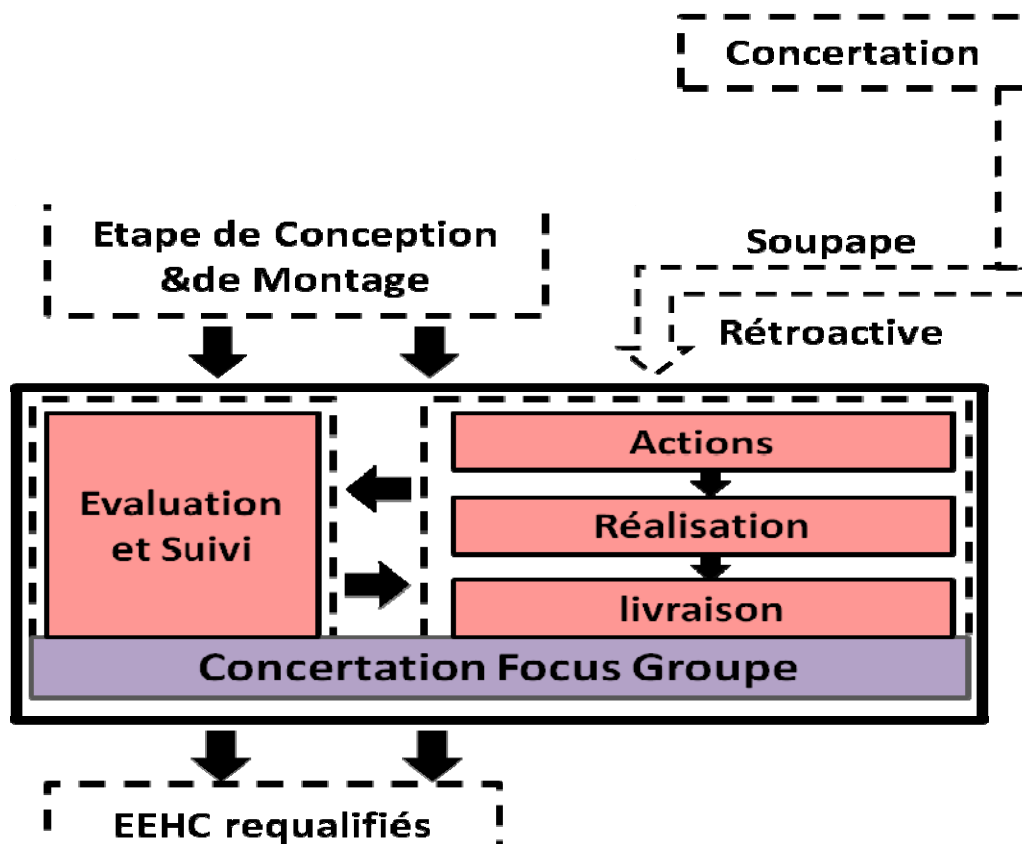 Concertation
Etape de Conception
&de Montage
Soupape
Rétroactive
Evaluation
et Suivi
Actions
Réalisation
livraison
Concertation Focus Groupe
EEHC requalifiés